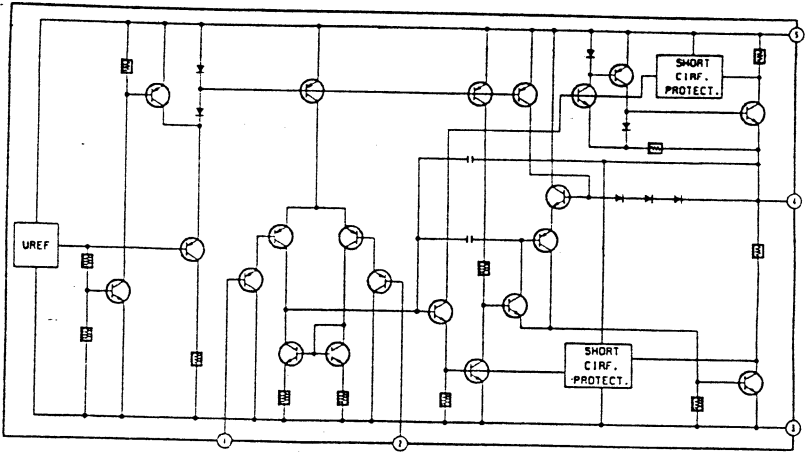 5
SHORT
CIRF.
PROTECT.
4
UREF
SHORT
CIRF.
PROTECT.
3
1
2